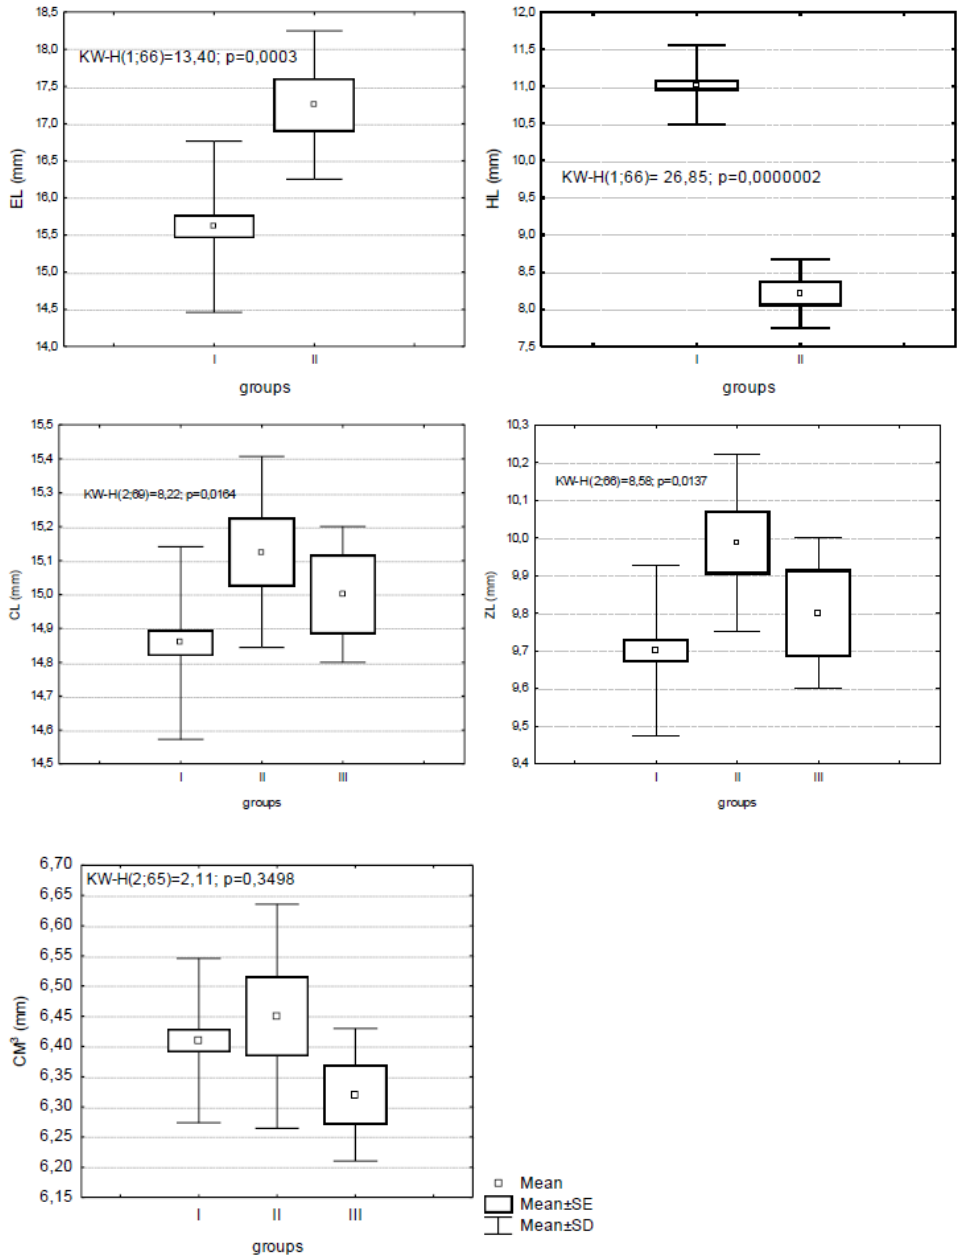 18,5
18,0
17,5
17,0
16,5
16,0
15,5
15,0
14,5
14,0
EL (mm)
KW-H(1;66)=13,40; p=0,0003
I II
groups
12,0
11,5
11,0
10,5
10,0
9,5
9,0
8,5
8,0
7,5
HL (mm)
KW-H(1;66)= 26,85; p=0,0000002
I II
groups
15,5
15,4
15,3
15,2
15,1
15,0
14,9
14,8
14,7
14,6
14,5
CL (mm)
KW-H(2;69)=8,22; p=0,0164
I II III
groups
10,3
10,2
10,1
10,0
9,9
9,8
9,7
9,6
9,5
9,4
ZL (mm)
KW-H(2;66)=8,58; p=0,0137
I II III
groups
6,70
6,65
6,60
6,55
6,50
6,45
6,40
6,35
6,30
6,25
6,20
6,15
CM³ (mm)
KW-H(2;65)=2,11; p=0,3498
I II III
groups
Mean
Mean±SE
Mean±SD